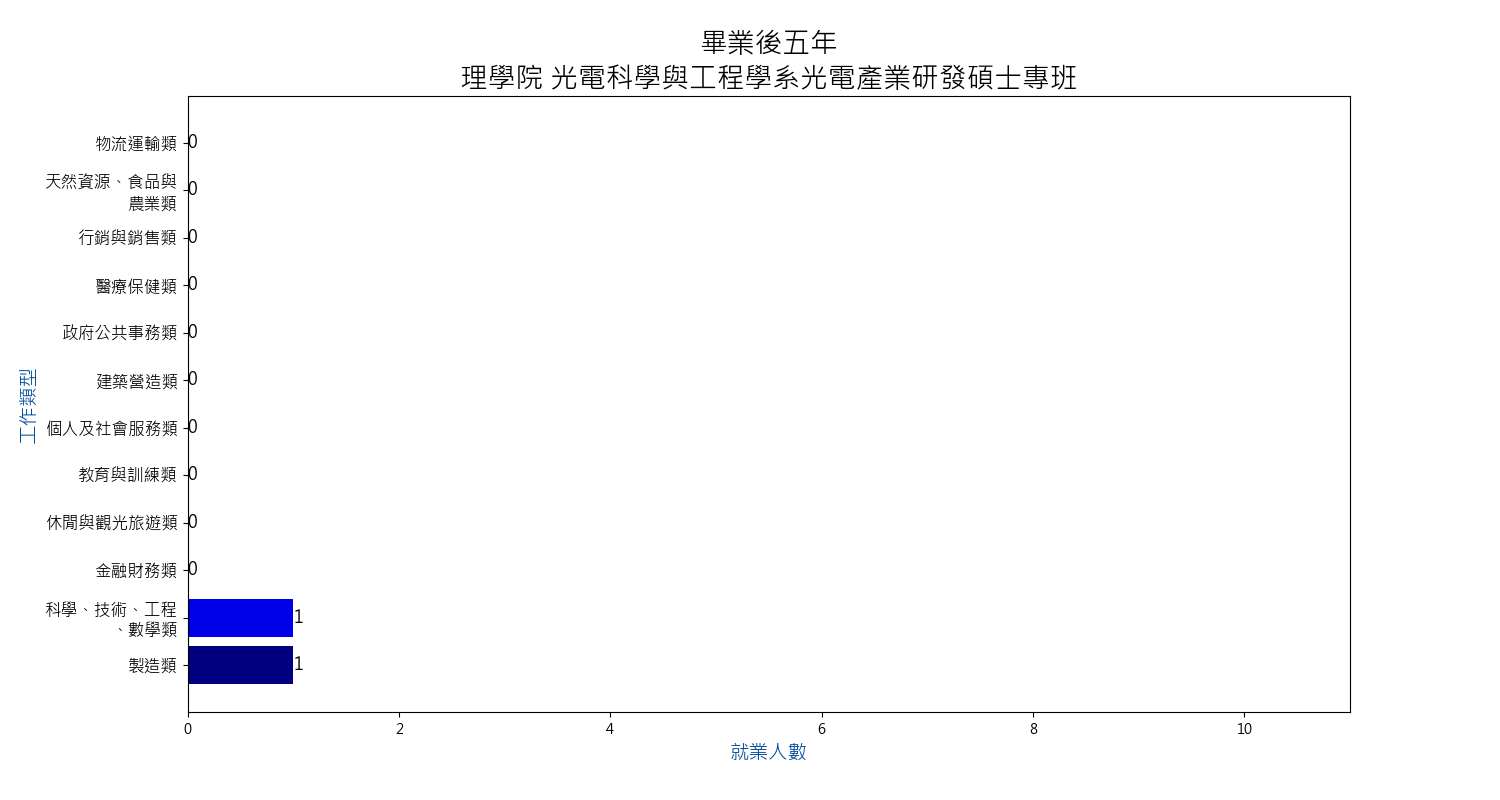 畢業後五年
理學院 光電科學與工程學系光電產業研發碩士專班
物流運輸類 0
天然資源、食品與
農業類 0
行銷與銷售類 0
醫療保健類 0
政府公共事務類 0
建築營造類 0
個人及社會服務類 0
教育與訓練類 0
休閒與觀光旅遊類 0
金融財務類 0
科學、技術、工程
、數學類 1
製造類 1
工作類型
0 2 4 6 8 10
就業人數